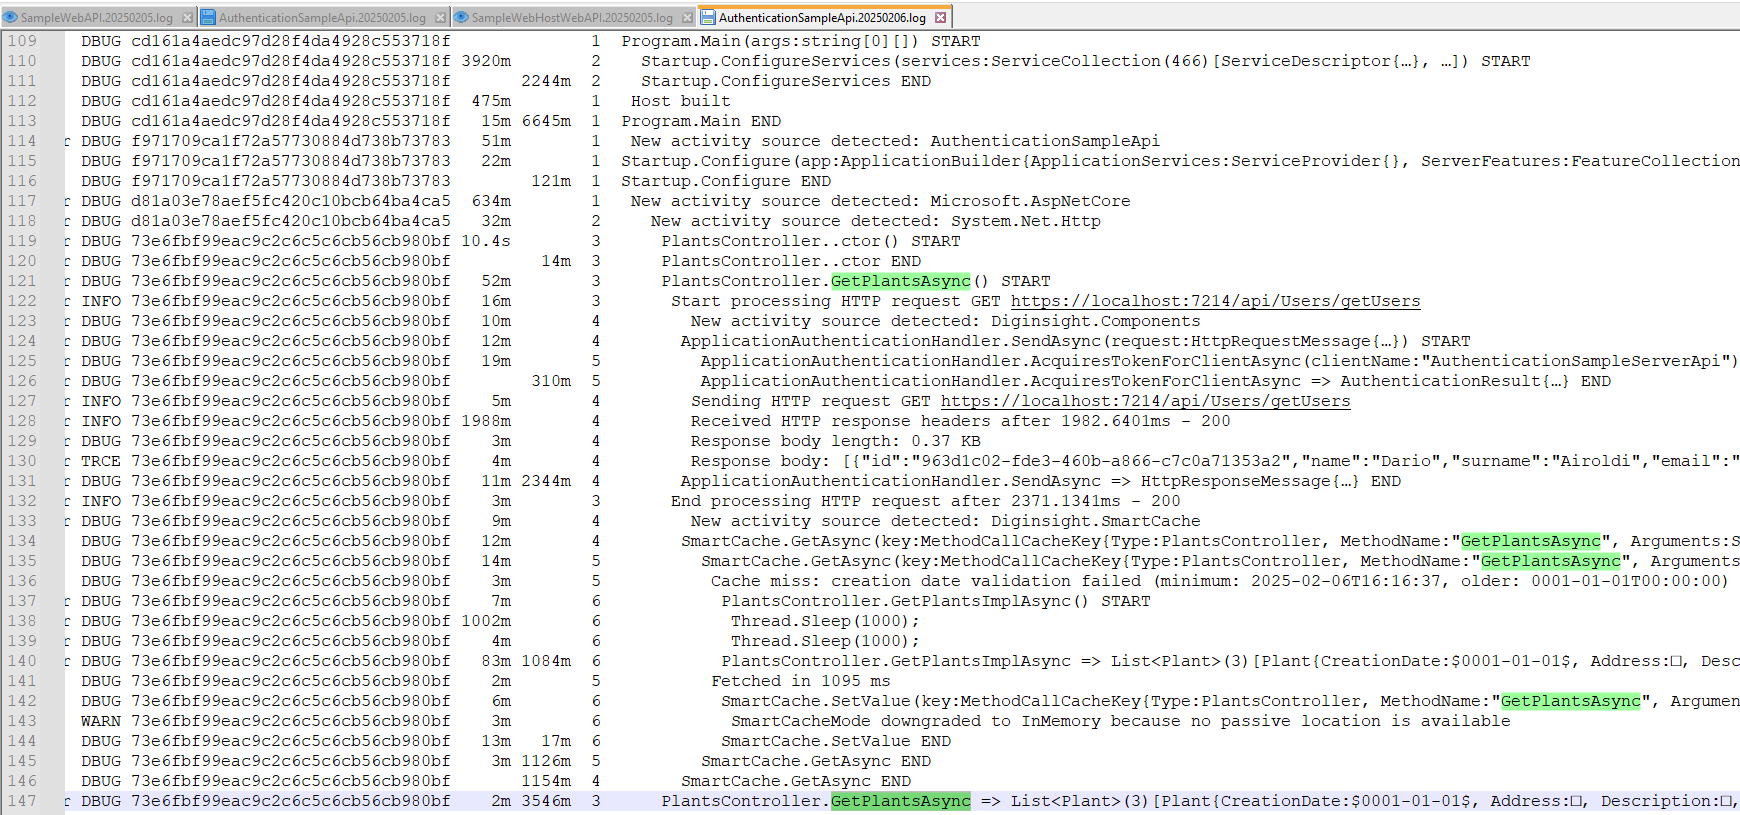 SampleWebAPI.20250205.log AuthenticationSampleApi.20250205.log SampleWebHostWebAPI.20250205.log AuthenticationSampleApi.20250206.log
109 DBUG cd161a4aedc97d28f4da4928c553718f 1 Program.Main(args:string[0][]) START
110 DBUG cd161a4aedc97d28f4da4928c553718f 3920m 2 Startup.ConfigureServices(services:ServiceCollection(466)[ServiceDescriptor{…}, …]) START
111 DBUG cd161a4aedc97d28f4da4928c553718f 2244m 2 Startup.ConfigureServices END
112 DBUG cd161a4aedc97d28f4da4928c553718f 475m 1 Host built
113 DBUG cd161a4aedc97d28f4da4928c553718f 15m 6645m 1 Program.Main END
114 r DBUG f971709ca1f72a57730884d738b73783 51m 1 New activity source detected: AuthenticationSampleApi
115 r DBUG f971709ca1f72a57730884d738b73783 22m 1 Startup.Configure(app:ApplicationBuilder{ApplicationServices:ServiceProvider{}, ServerFeatures:FeatureCollection
116 r DBUG f971709ca1f72a57730884d738b73783 121m 1 Startup.Configure END
117 r DBUG d81a03e78aef5fc420c10bcb64ba4ca5 634m 1 New activity source detected: Microsoft.AspNetCore
118 r DBUG d81a03e78aef5fc420c10bcb64ba4ca5 32m 2 New activity source detected: System.Net.Http
119 r DBUG 73e6fbf99eac9c2c6c5c6cb56cb980bf 10.4s 3 PlantsController..ctor() START
120 r DBUG 73e6fbf99eac9c2c6c5c6cb56cb980bf 14m 3 PlantsController..ctor END
121 r DBUG 73e6fbf99eac9c2c6c5c6cb56cb980bf 52m 3 PlantsController.GetPlantsAsync() START
122 r INFO 73e6fbf99eac9c2c6c5c6cb56cb980bf 16m 3 Start processing HTTP request GET https://localhost:7214/api/Users/getUsers
123 r DBUG 73e6fbf99eac9c2c6c5c6cb56cb980bf 10m 4 New activity source detected: Diginsight.Components
124 r DBUG 73e6fbf99eac9c2c6c5c6cb56cb980bf 12m 4 ApplicationAuthenticationHandler.SendAsync(request:HttpRequestMessage{…}) START
125 r DBUG 73e6fbf99eac9c2c6c5c6cb56cb980bf 19m 5 ApplicationAuthenticationHandler.AcquiresTokenForClientAsync(clientName:"AuthenticationSampleServerApi")
126 r DBUG 73e6fbf99eac9c2c6c5c6cb56cb980bf 310m 5 ApplicationAuthenticationHandler.AcquiresTokenForClientAsync => AuthenticationResult{…} END
127 r INFO 73e6fbf99eac9c2c6c5c6cb56cb980bf 5m 4 Sending HTTP request GET https://localhost:7214/api/Users/getUsers
128 r INFO 73e6fbf99eac9c2c6c5c6cb56cb980bf 1988m 4 Received HTTP response headers after 1982.6401ms - 200
129 r DBUG 73e6fbf99eac9c2c6c5c6cb56cb980bf 3m 4 Response body length: 0.37 KB
130 r TRCE 73e6fbf99eac9c2c6c5c6cb56cb980bf 4m 4 Response body: [{"id":"963d1c02-fde3-460b-a866-c7c0a71353a2","name":"Dario","surname":"Airoldi","email":"
131 r DBUG 73e6fbf99eac9c2c6c5c6cb56cb980bf 11m 2344m 4 ApplicationAuthenticationHandler.SendAsync => HttpResponseMessage{…} END
132 r INFO 73e6fbf99eac9c2c6c5c6cb56cb980bf 3m 3 End processing HTTP request after 2371.1341ms - 200
133 r DBUG 73e6fbf99eac9c2c6c5c6cb56cb980bf 9m 4 New activity source detected: Diginsight.SmartCache
134 r DBUG 73e6fbf99eac9c2c6c5c6cb56cb980bf 12m 4 SmartCache.GetAsync(key:MethodCallCacheKey{Type:PlantsController, MethodName:"GetPlantsAsync", Arguments:S
135 r DBUG 73e6fbf99eac9c2c6c5c6cb56cb980bf 14m 5 SmartCache.GetAsync(key:MethodCallCacheKey{Type:PlantsController, MethodName:"GetPlantsAsync", Arguments
136 DBUG 73e6fbf99eac9c2c6c5c6cb56cb980bf 3m 5 Cache miss: creation date validation failed (minimum: 2025-02-06T16:16:37, older: 0001-01-01T00:00:00)
137 r DBUG 73e6fbf99eac9c2c6c5c6cb56cb980bf 7m 6 PlantsController.GetPlantsImplAsync() START
138 r DBUG 73e6fbf99eac9c2c6c5c6cb56cb980bf 1002m 6 Thread.Sleep(1000);
139 r DBUG 73e6fbf99eac9c2c6c5c6cb56cb980bf 4m 6 Thread.Sleep(1000);
140 r DBUG 73e6fbf99eac9c2c6c5c6cb56cb980bf 83m 1084m 6 PlantsController.GetPlantsImplAsync => List<Plant>(3)[Plant{CreationDate:$0001-01-01$, Address:□, Desc
141 DBUG 73e6fbf99eac9c2c6c5c6cb56cb980bf 2m 5 Fetched in 1095 ms
142 DBUG 73e6fbf99eac9c2c6c5c6cb56cb980bf 6m 6 SmartCache.SetValue(key:MethodCallCacheKey{Type:PlantsController, MethodName:"GetPlantsAsync", Argumen
143 WARN 73e6fbf99eac9c2c6c5c6cb56cb980bf 3m 6 SmartCacheMode downgraded to InMemory because no passive location is available
144 DBUG 73e6fbf99eac9c2c6c5c6cb56cb980bf 13m 17m 6 SmartCache.SetValue END
145 DBUG 73e6fbf99eac9c2c6c5c6cb56cb980bf 3m 1126m 5 SmartCache.GetAsync END
146 DBUG 73e6fbf99eac9c2c6c5c6cb56cb980bf 1154m 4 SmartCache.GetAsync END
147 r DBUG 73e6fbf99eac9c2c6c5c6cb56cb980bf 2m 3546m 3 PlantsController.GetPlantsAsync => List<Plant>(3)[Plant{CreationDate:$0001-01-01$, Address:□, Description:□,